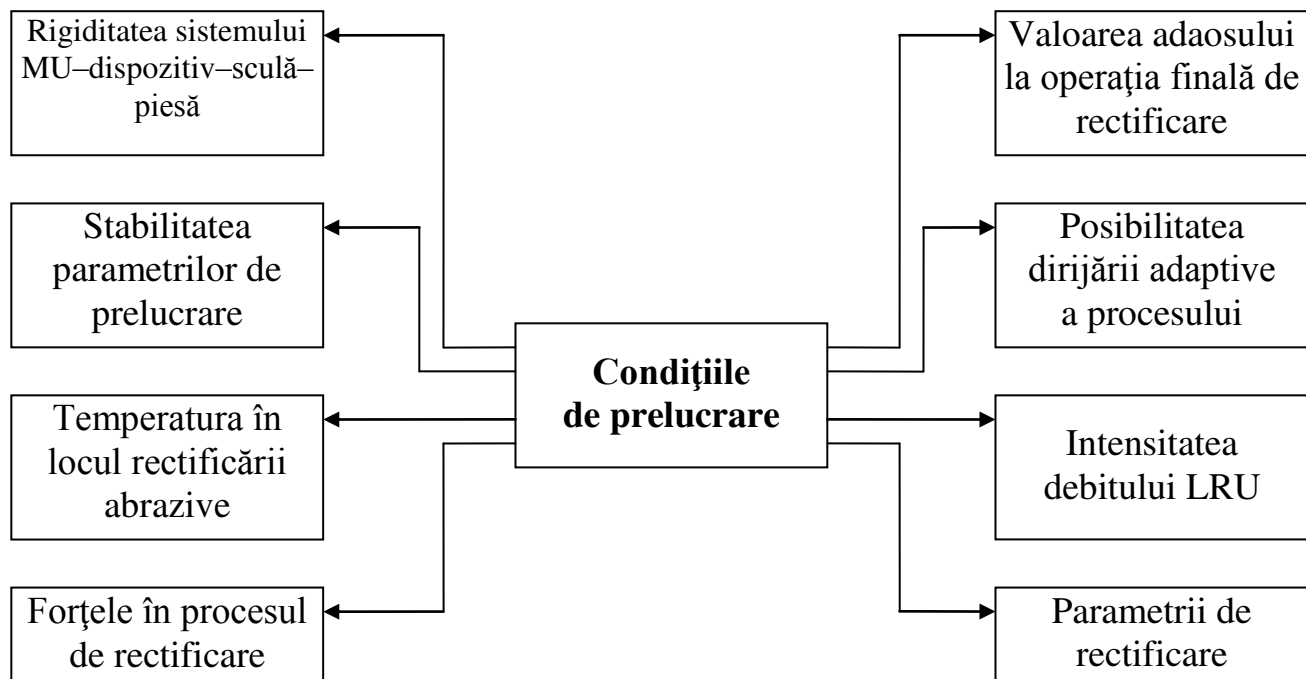 Rigiditatea sistemului
MU–dispozitiv–sculă–
piesă
Stabilitatea
parametrilor de
prelucrare
Temperatura în
locul rectificării
abrazive
Forţele în procesul
de rectificare
Condiţiile
de prelucrare
Valoarea adaosului
la operaţia finală de
rectificare
Posibilitatea
dirijării adaptive
a procesului
Intensitatea
debitului LRU
Parametrii de
rectificare